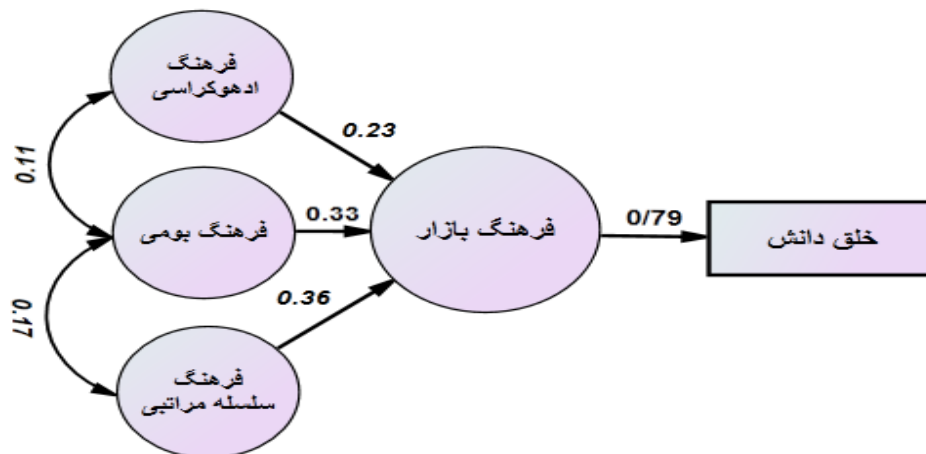 فرهنگ
ادهوکراسی
0.11
0.23
فرهنگ بومی
0.33
فرهنگ بازار
0/79
خلق دانش
0.17
0.36
فرهنگ
سلسله مراتبی